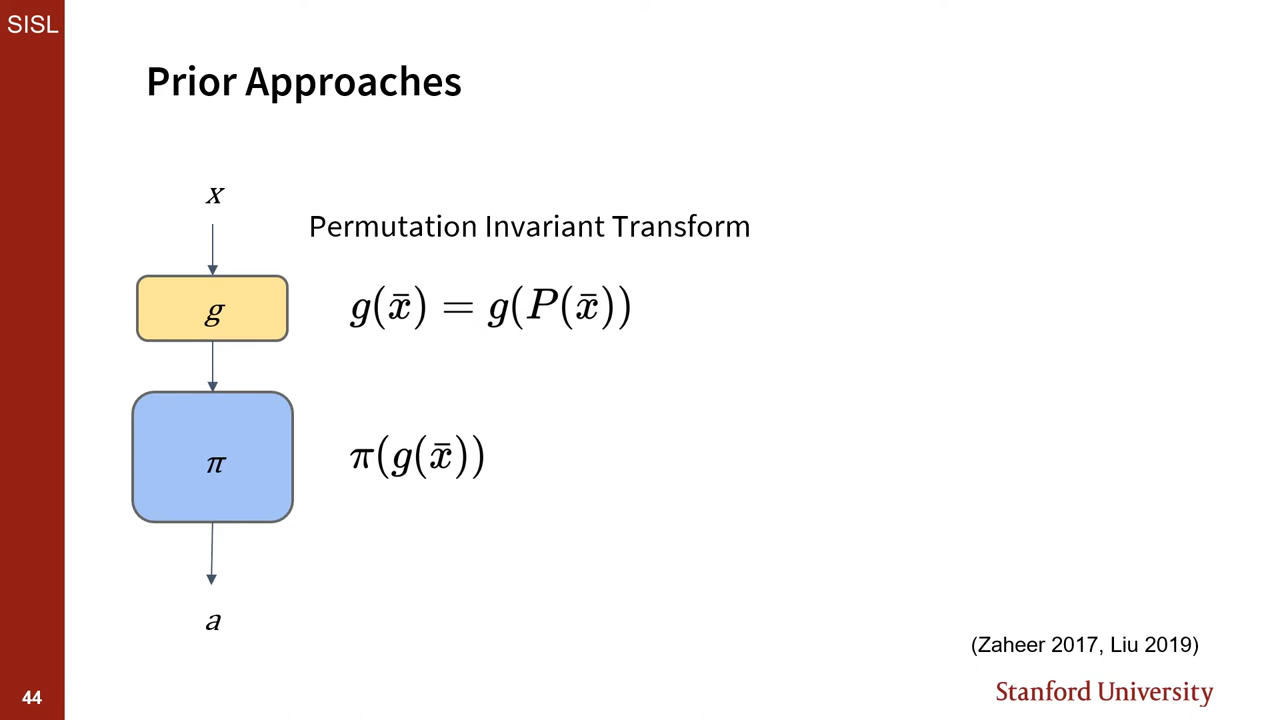 SISL
Prior Approaches
x
Permutation Invariant Transform
g
g(x̄) = g(P(x̄))
π
π(g(x̄))
a
(Zaheer 2017, Liu 2019)
44
Stanford University